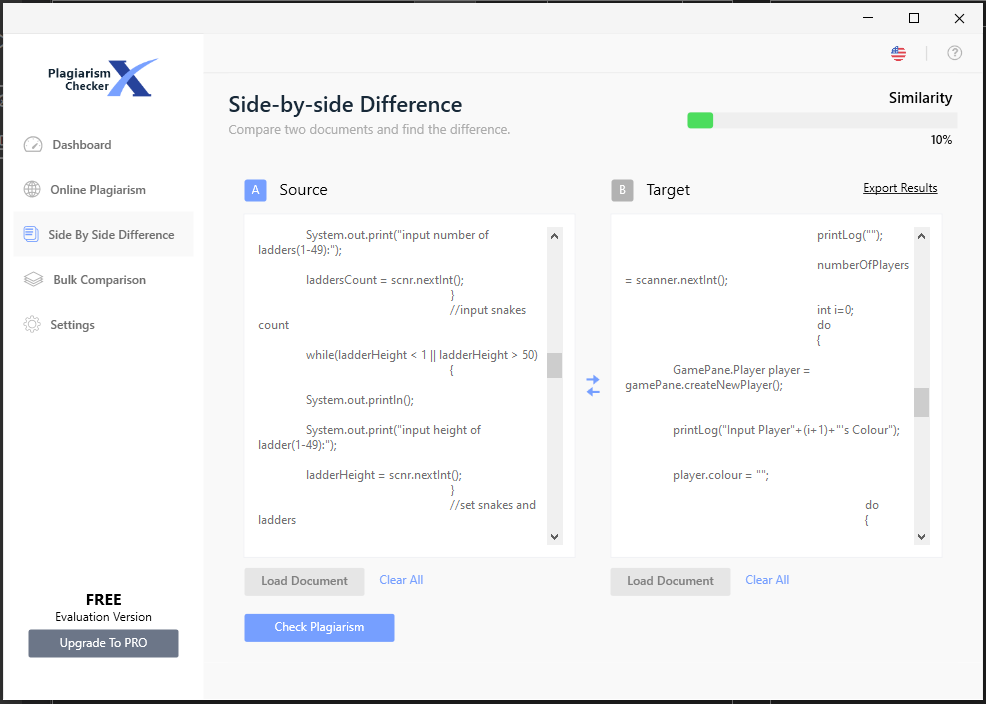 Plagiarism
Checker
Dashboard
Online Plagiarism
Side By Side Difference
Bulk Comparison
Settings
FREE
Evaluation Version
Upgrade To PRO
?
Side-by-side Difference
Compare two documents and find the difference.
Similarity
10%
A Source
System.out.print("input number of
ladders(1-49):");
laddersCount = scnr.nextInt();
}
//input snakes
count
while(ladderHeight < 1 || ladderHeight > 50)
{
System.out.println();
System.out.print("input height of
ladder(1-49):");
ladderHeight = scnr.nextInt();
}
//set snakes and
ladders
Load Document Clear All
Check Plagiarism
B Target
Export Results
printLog("");
numberOfPlayers
= scanner.nextInt();
int i=0;
do
{
GamePane.Player player =
gamePane.createNewPlayer();
printLog("Input Player"+(i+1)+"'s Colour");
player.colour = "";
do
{
Load Document Clear All